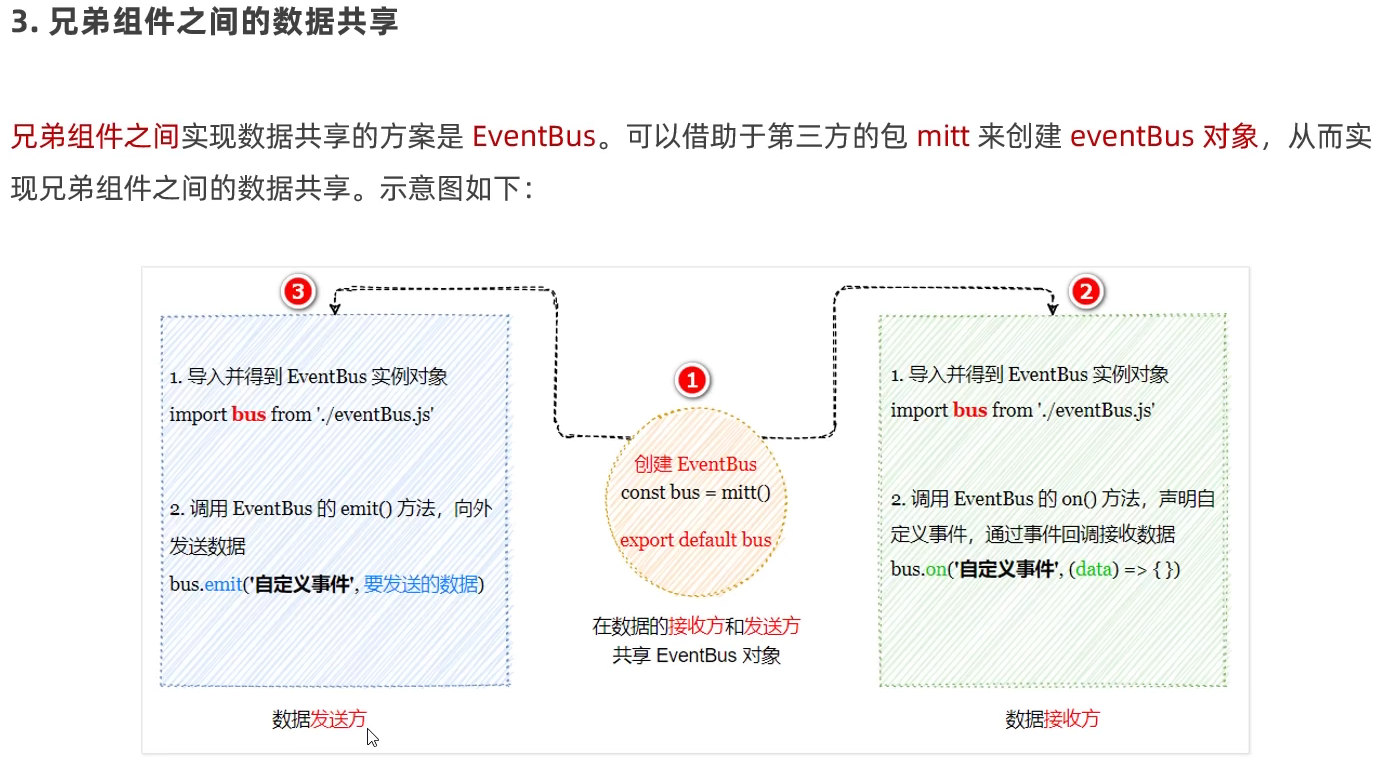 3. 兄弟组件之间的数据共享
兄弟组件之间实现数据共享的方案是 EventBus。可以借助于第三方的包 mitt 来创建 eventBus 对象，从而实
现兄弟组件之间的数据共享。示意图如下：
3
1. 导入并得到 EventBus 实例对象
import bus from './eventBus.js'
2. 调用 EventBus 的 emit() 方法，向外
发送数据
bus.emit('自定义事件', 要发送的数据)
数据发送方
1
创建 EventBus
const bus = mitt()
export default bus
在数据的接收方和发送方
共享 EventBus 对象
2
1. 导入并得到 EventBus 实例对象
import bus from './eventBus.js'
2. 调用 EventBus 的 on() 方法，声明自
定义事件，通过事件回调接收数据
bus.on('自定义事件', (data) => { })
数据接收方